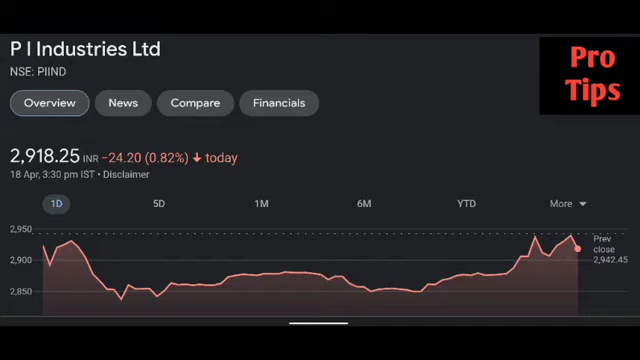 P I Industries Ltd
NSE: PIIND
Pro
Tips
Overview
News
Compare
Financials
2,918.25 INR −24.20 (0.82%) ↓ today
18 Apr, 3:30 pm IST • Disclaimer
1D
5D
1M
6M
YTD
More
2,950
2,900
2,850
Prev
close
2,942.45